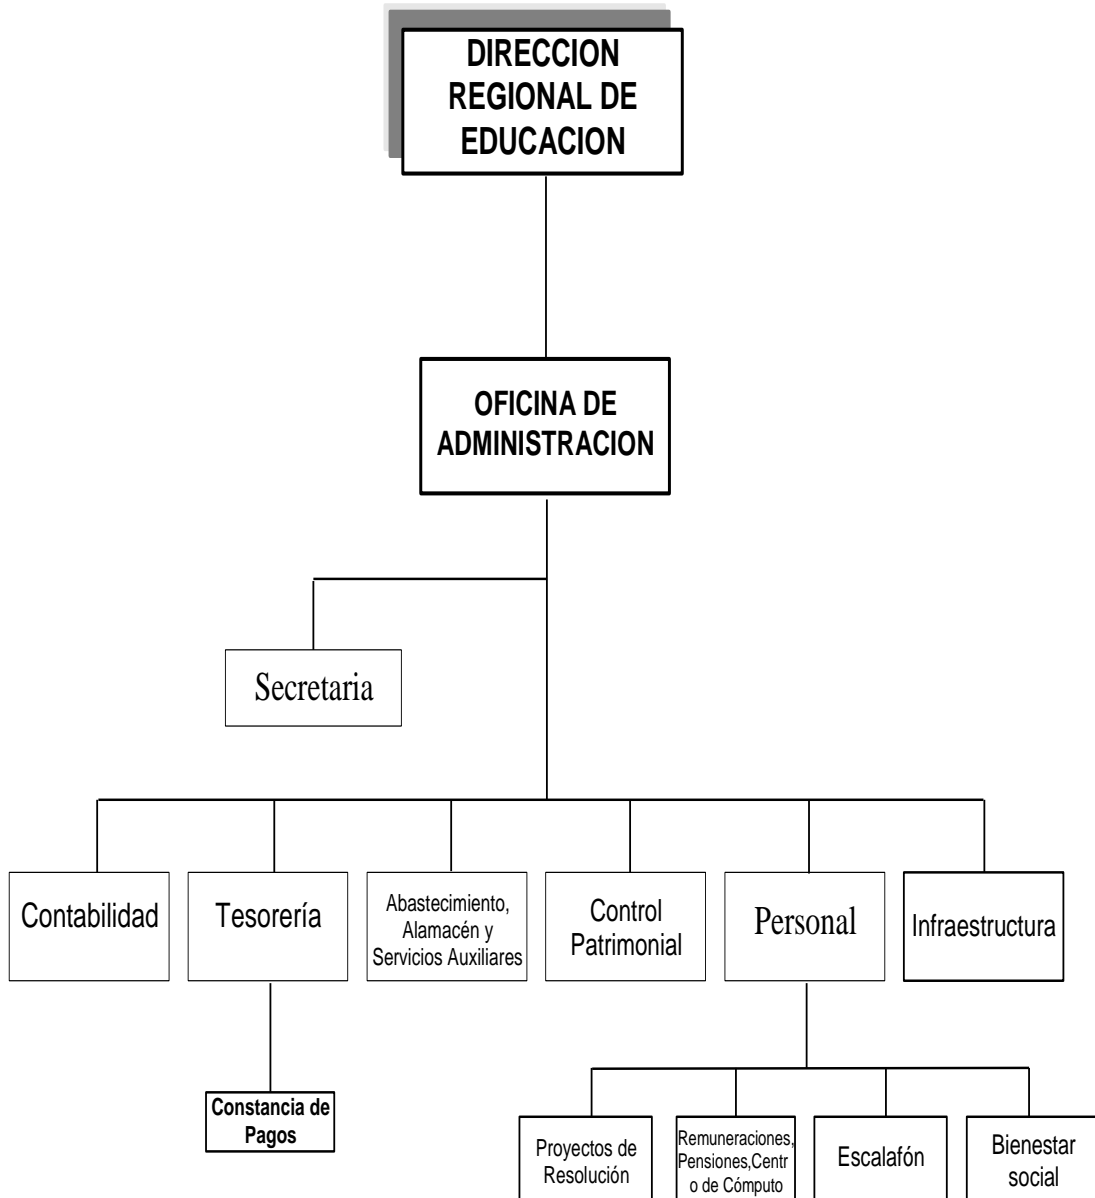 DIRECCION
REGIONAL DE
EDUCACION
OFICINA DE
ADMINISTRACION
Secretaria
Contabilidad
Tesorería
Abastecimiento,
Alamacén y
Servicios Auxiliares
Control
Patrimonial
Personal
Infraestructura
Constancia de
Pagos
Proyectos de
Resolución
Remuneraciones,
Pensiones,Centr
o de Cómputo
Escalafón
Bienestar
social